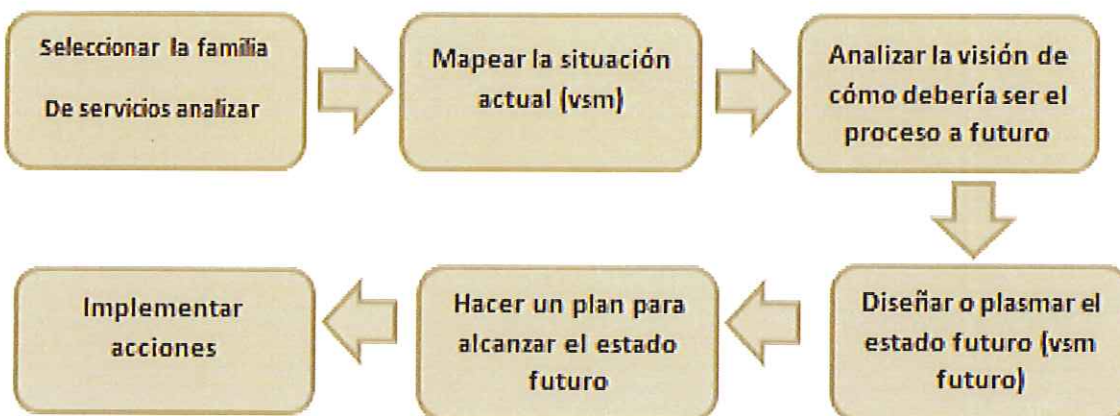 Seleccionar la familia
De servicios analizar
Mapear la situación
actual (vsm)
Analizar la visión de
cómo debería ser el
proceso a futuro
Diseñar o plasmar el
estado futuro (vsm
futuro)
Hacer un plan para
alcanzar el estado
futuro
Implementar
acciones